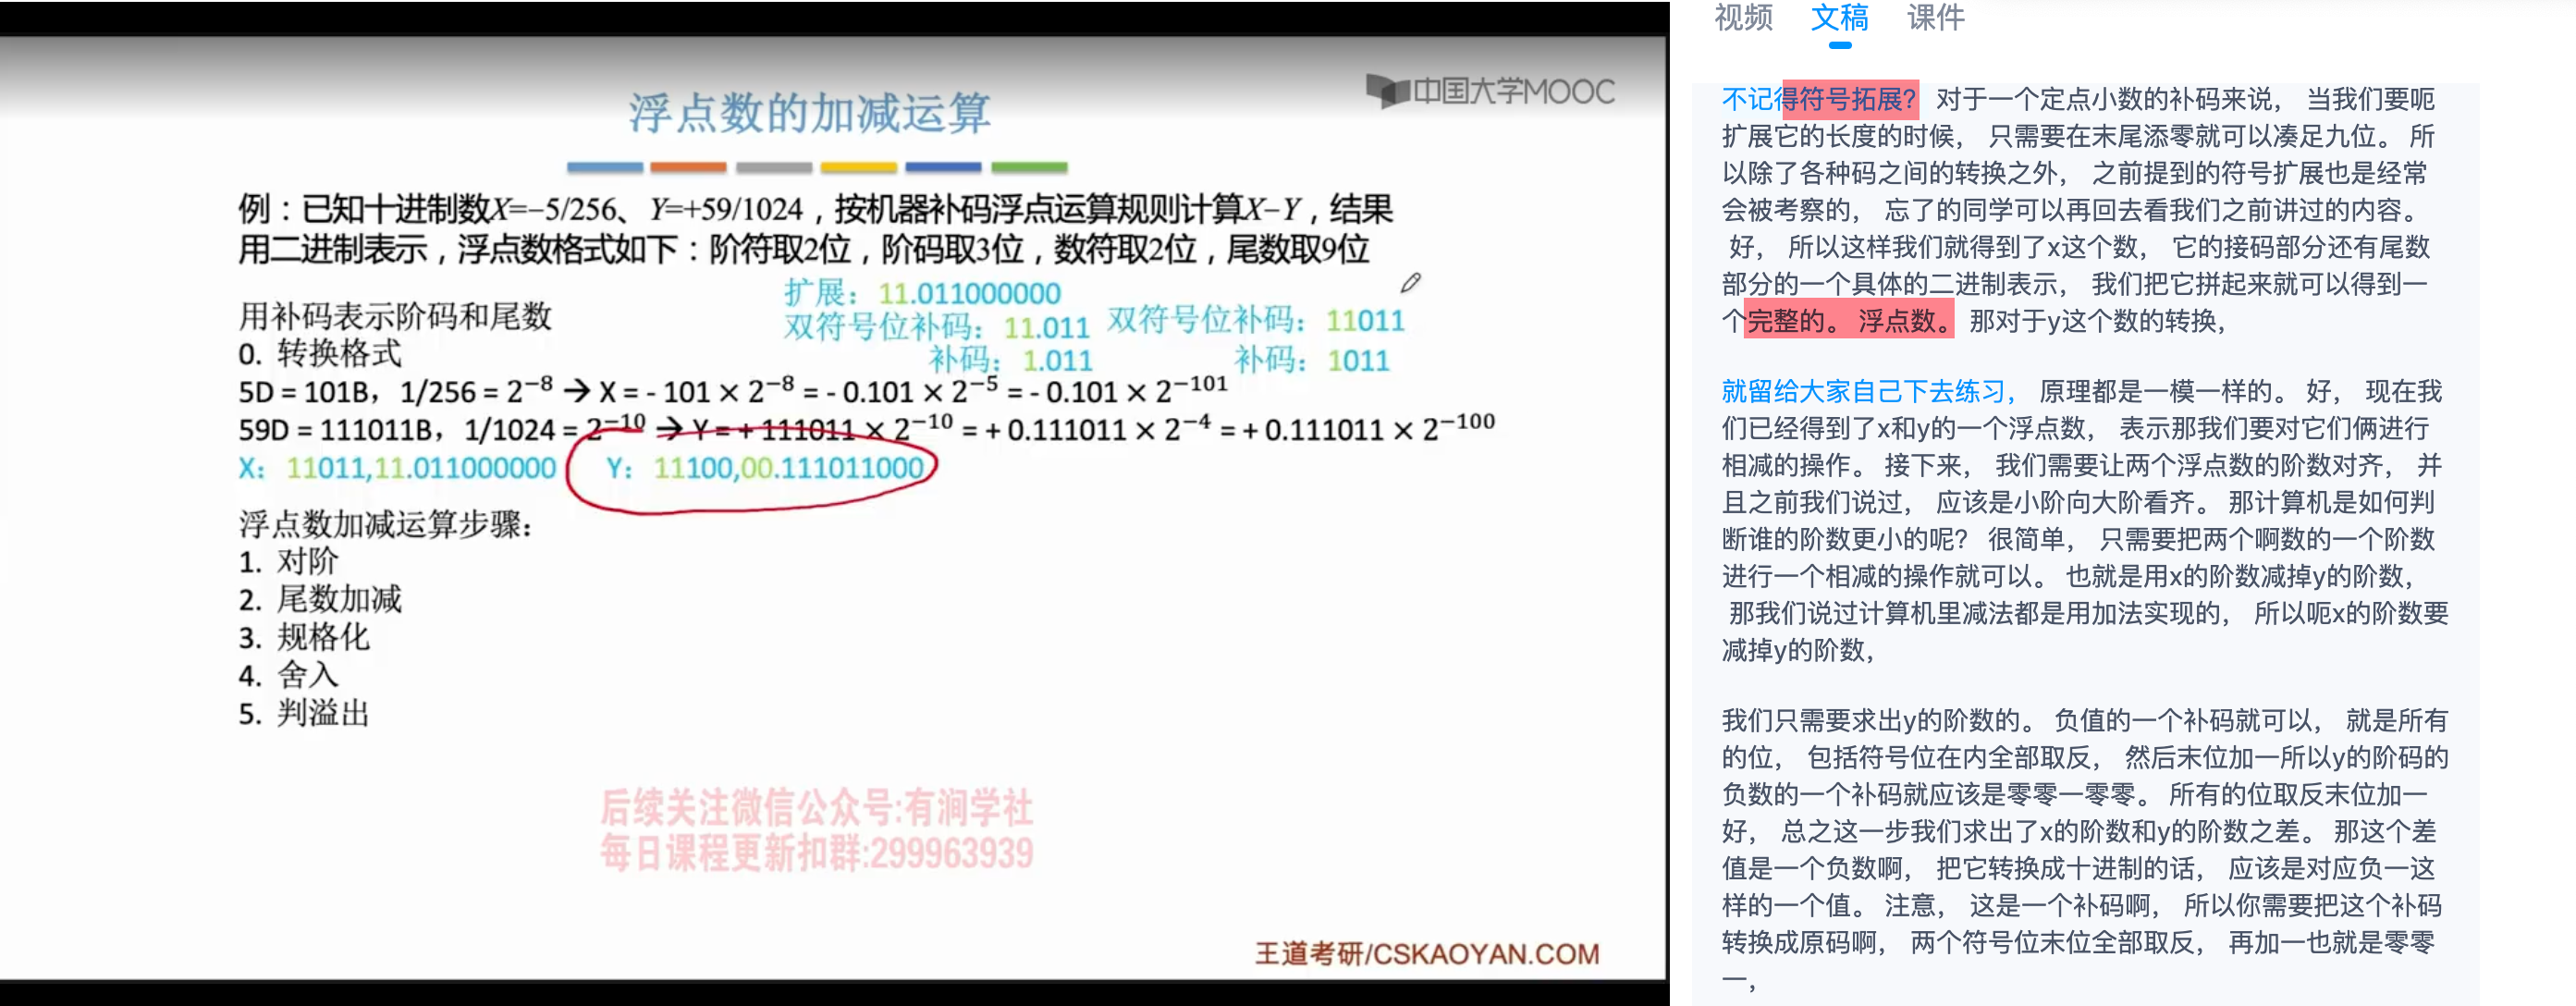 中国大学MOOC
浮点数的加减运算
例：已知十进制数X=−5/256、Y=+59/1024，按机器补码浮点运算规则计算X−Y，结果
用二进制表示，浮点数格式如下：阶符取2位，阶码取3位，数符取2位，尾数取9位
扩展：11.011000000
用补码表示阶码和尾数
双符号位补码：11.011 双符号位补码：11011
0. 转换格式
补码：1.011 补码：1011
5D = 101B，1/256 = 2⁻⁸ → X = - 101 × 2⁻⁸ = - 0.101 × 2⁻⁵ = - 0.101 × 2⁻¹⁰¹
59D = 111011B，1/1024 = 2⁻¹⁰ → Y = + 111011 × 2⁻¹⁰ = + 0.111011 × 2⁻⁴ = + 0.111011 × 2⁻¹⁰⁰
X：11011,11.011000000 Y：11100,00.111011000
浮点数加减运算步骤：
1. 对阶
2. 尾数加减
3. 规格化
4. 舍入
5. 判溢出
后续关注微信公众号:有涧学社
每日课程更新扣群:299963939
王道考研/CSKAOYAN.COM
视频 文稿 课件
不记得符号拓展? 对于一个定点小数的补码来说， 当我们要呃
扩展它的长度的时候， 只需要在末尾添零就可以凑足九位。 所
以除了各种码之间的转换之外， 之前提到的符号扩展也是经常
会被考察的， 忘了的同学可以再回去看我们之前讲过的内容。
好， 所以这样我们就得到了x这个数， 它的接码部分还有尾数
部分的一个具体的二进制表示， 我们把它拼起来就可以得到一
个完整的。 浮点数。 那对于y这个数的转换，
就留给大家自己下去练习， 原理都是一模一样的。 好， 现在我
们已经得到了x和y的一个浮点数， 表示那我们要对它们俩进行
相减的操作。 接下来， 我们需要让两个浮点数的阶数对齐， 并
且之前我们说过， 应该是小阶向大阶看齐。 那计算机是如何判
断谁的阶数更小的呢? 很简单， 只需要把两个啊数的一个阶数
进行一个相减的操作就可以。 也就是用x的阶数减掉y的阶数，
那我们说过计算机里减法都是用加法实现的， 所以呃x的阶数要
减掉y的阶数，
我们只需要求出y的阶数的。 负值的一个补码就可以， 就是所有
的位， 包括符号位在内全部取反， 然后末位加一所以y的阶码的
负数的一个补码就应该是零零一零零。 所有的位取反末位加一
好， 总之这一步我们求出了x的阶数和y的阶数之差。 那这个差
值是一个负数啊， 把它转换成十进制的话， 应该是对应负一这
样的一个值。 注意， 这是一个补码啊， 所以你需要把这个补码
转换成原码啊， 两个符号位末位全部取反， 再加一也就是零零
一，